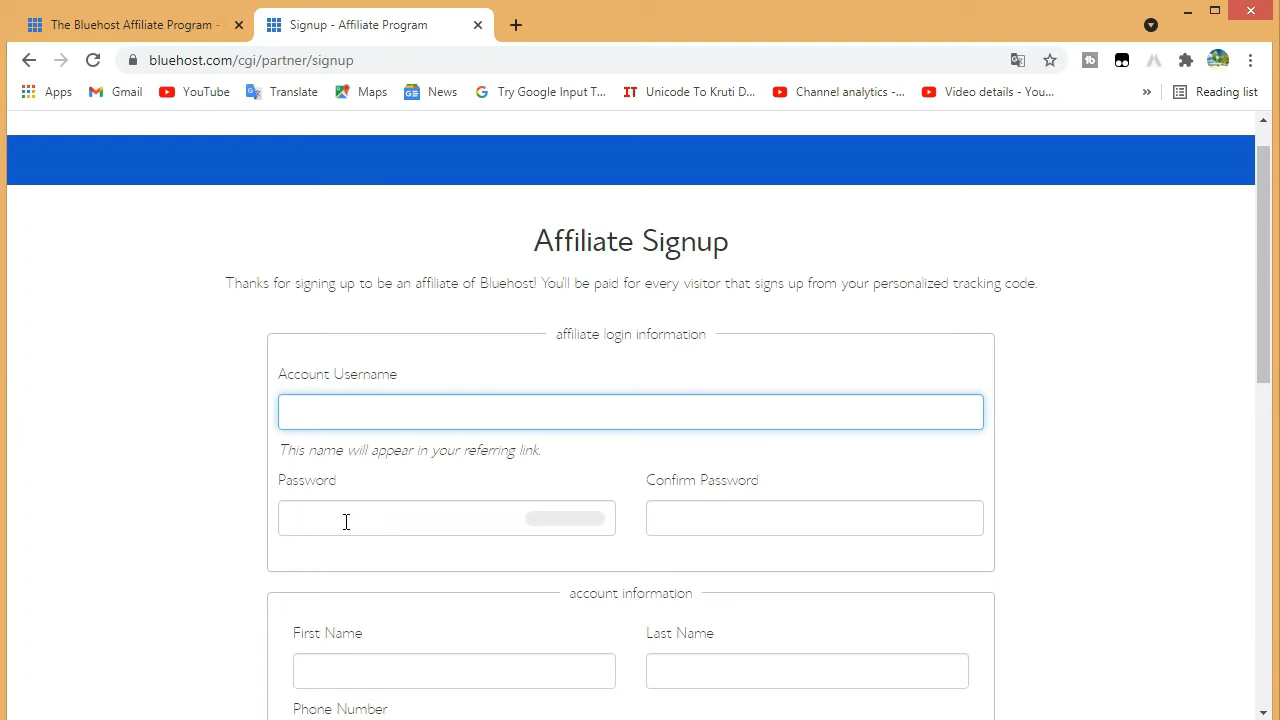 The Bluehost Affiliate Program -
Signup - Affiliate Program
bluehost.com/cgi/partner/signup
Apps
Gmail
YouTube
Translate
Maps
News
Try Google Input T...
Unicode To Kruti D...
Channel analytics -...
Video details - You...
»
Reading list
Affiliate Signup
Thanks for signing up to be an affiliate of Bluehost! You'll be paid for every visitor that signs up from your personalized tracking code.
affiliate login information
Account Username
This name will appear in your referring link.
Password
Confirm Password
account information
First Name
Last Name
Phone Number